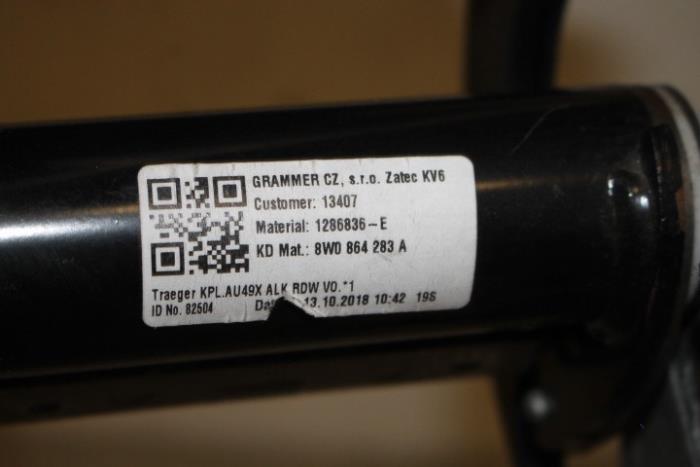 GRAMMER CZ, s.r.o. Zatec KV6
Customer: 13407
Material: 1286836-E
KD Mat.: 8W0 864 283 A
Traeger KPL.AU49X ALK RDW V0.*1
ID No. 82504
13.10.2018 10:42 19S